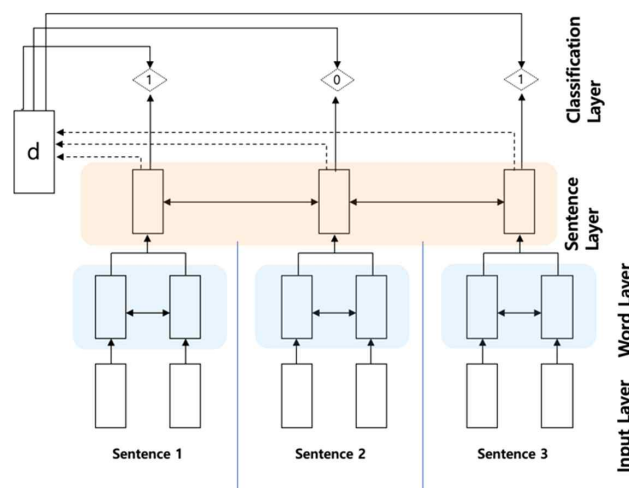 1
0
1
d
Classification
Layer
Sentence
Layer
Word Layer
Input Layer
Sentence 1
Sentence 2
Sentence 3